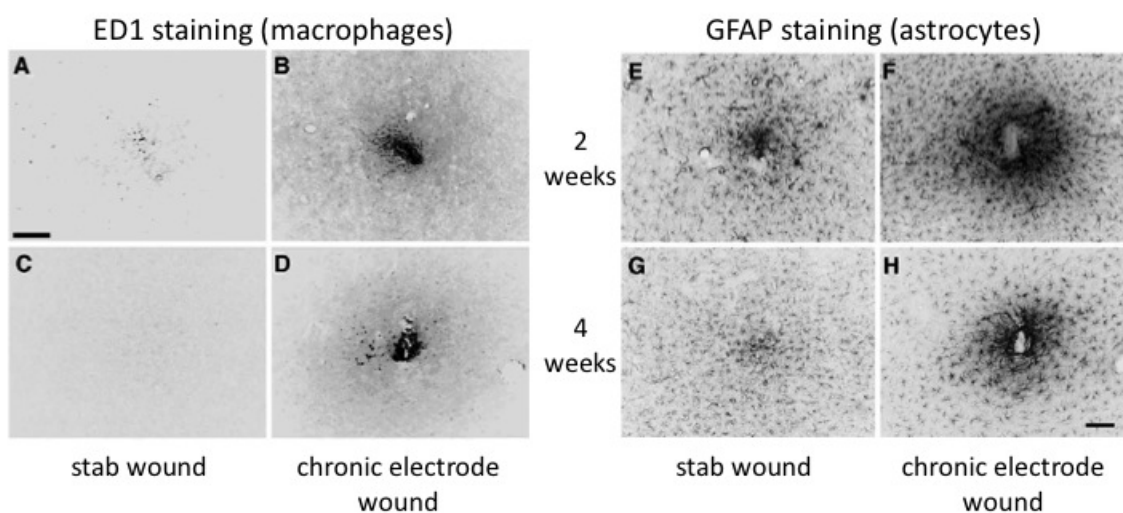 ED1 staining (macrophages)
GFAP staining (astrocytes)
A
B
E
F
2
weeks
C
D
G
H
4
weeks
stab wound
chronic electrode
wound
stab wound
chronic electrode
wound